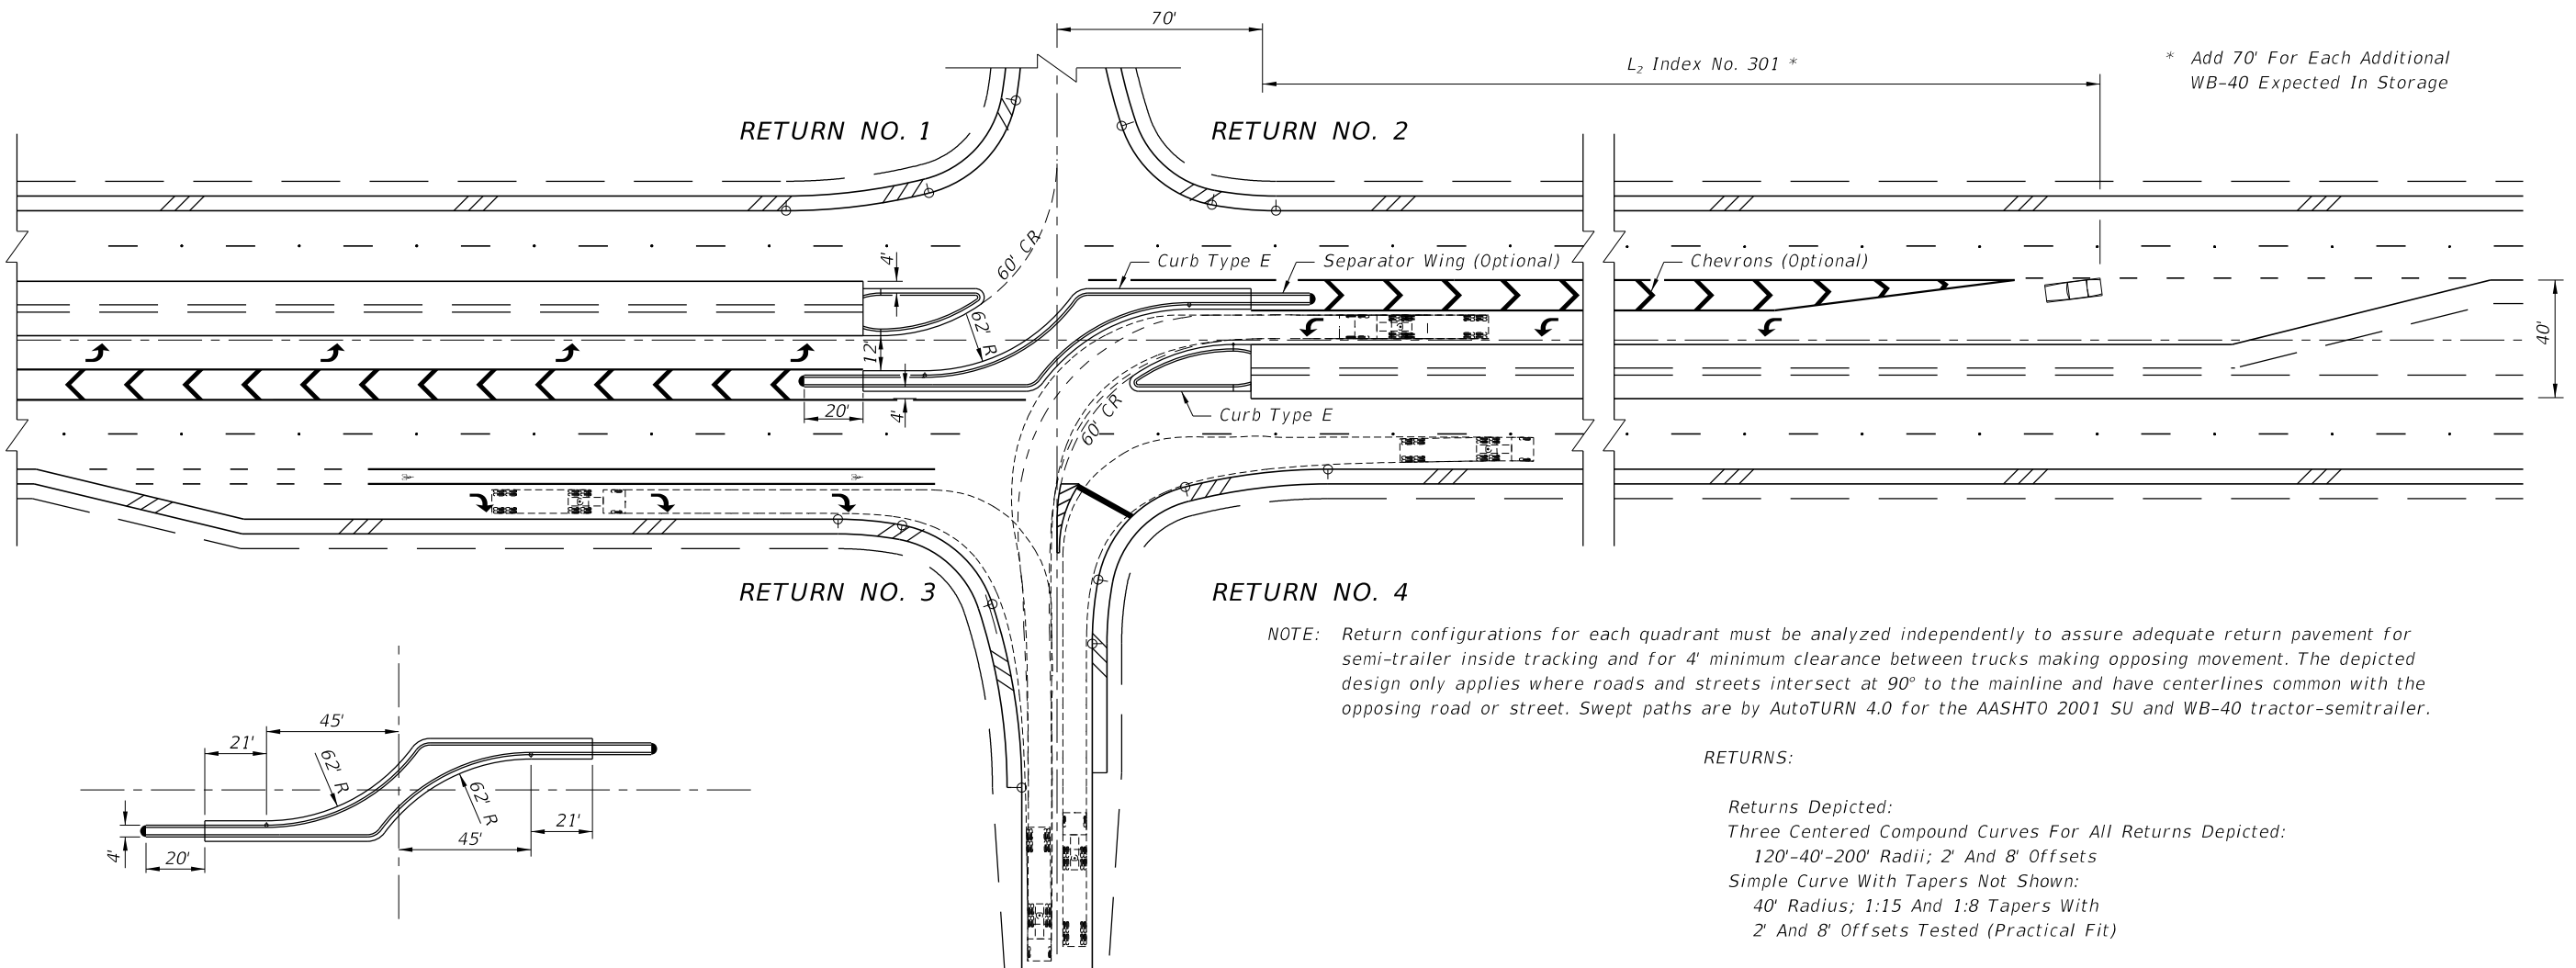 70'
L₂ Index No. 301 *
* Add 70' For Each Additional
WB-40 Expected In Storage
RETURN NO. 1
RETURN NO. 2
4'
60' CR
Curb Type E
Separator Wing (Optional)
Chevrons (Optional)
62' R
12'
40'
20'
4'
60' CR
Curb Type E
RETURN NO. 3
RETURN NO. 4
NOTE: Return configurations for each quadrant must be analyzed independently to assure adequate return pavement for
semi-trailer inside tracking and for 4' minimum clearance between trucks making opposing movement. The depicted
design only applies where roads and streets intersect at 90° to the mainline and have centerlines common with the
opposing road or street. Swept paths are by AutoTURN 4.0 for the AASHTO 2001 SU and WB-40 tractor-semitrailer.
45'
21'
62' R
62' R
21'
45'
4'
20'
RETURNS:
Returns Depicted:
Three Centered Compound Curves For All Returns Depicted:
120'-40'-200' Radii; 2' And 8' Offsets
Simple Curve With Tapers Not Shown:
40' Radius; 1:15 And 1:8 Tapers With
2' And 8' Offsets Tested (Practical Fit)